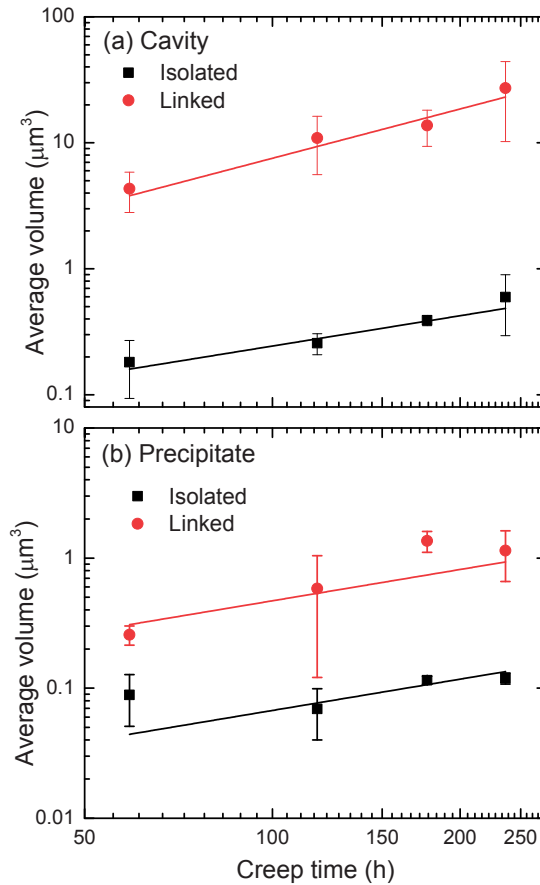 100
(a) Cavity
Isolated
Linked
10
1
0.1
Average volume (μm³)
10
(b) Precipitate
Isolated
Linked
1
0.1
0.01
Average volume (μm³)
50 100 150 200 250
Creep time (h)